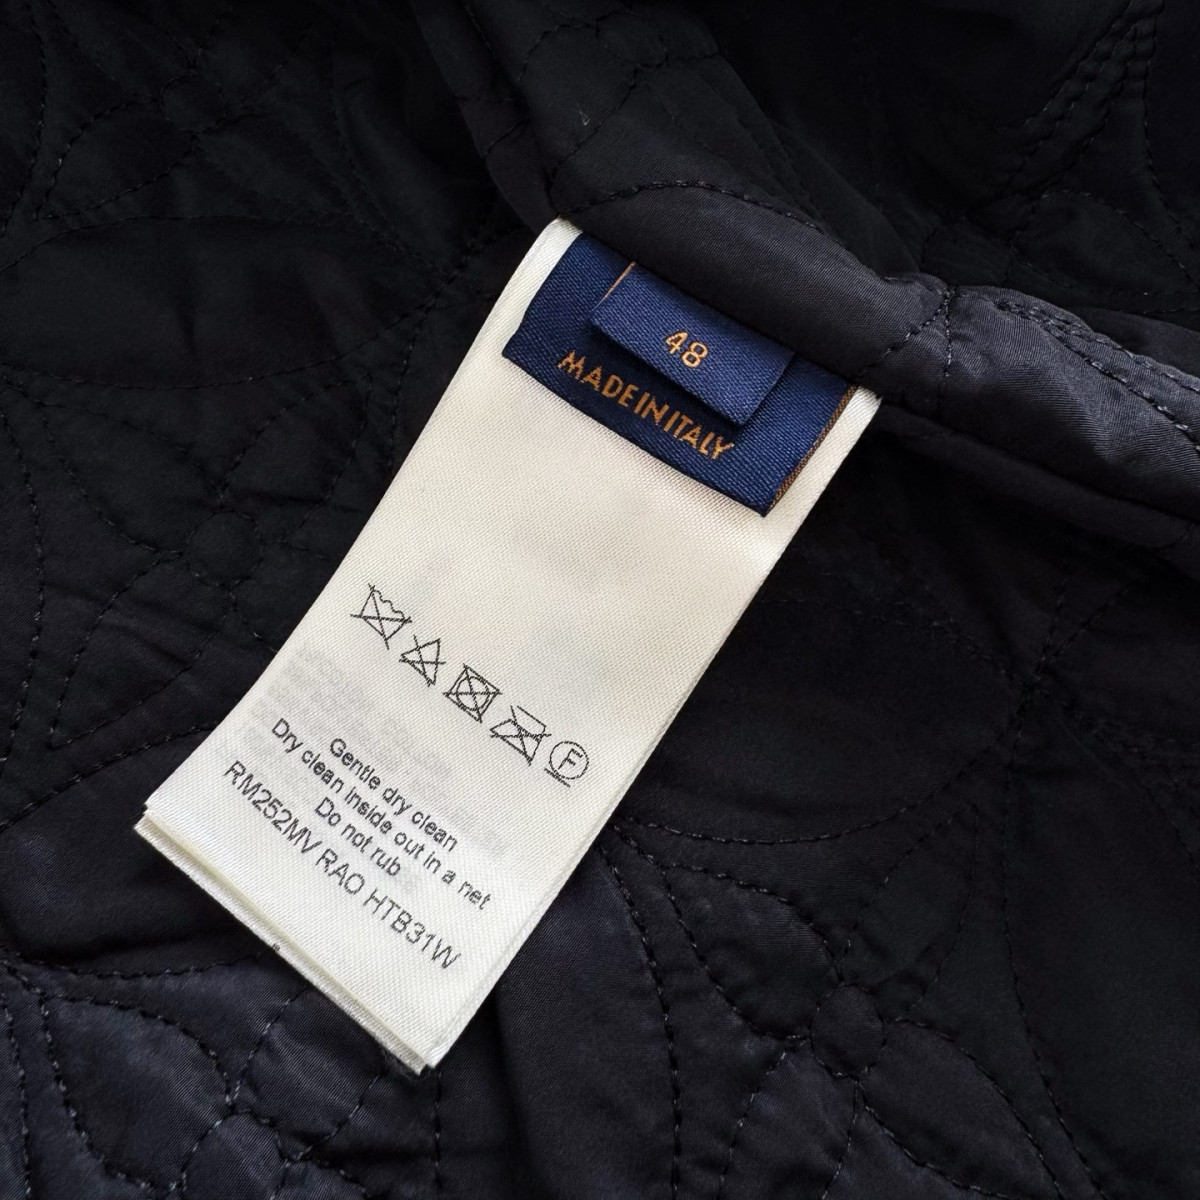 48
MADE IN ITALY
F
Gentle dry clean
Dry clean inside out in a net
Do not rub
RM252MV RAO HTB31W